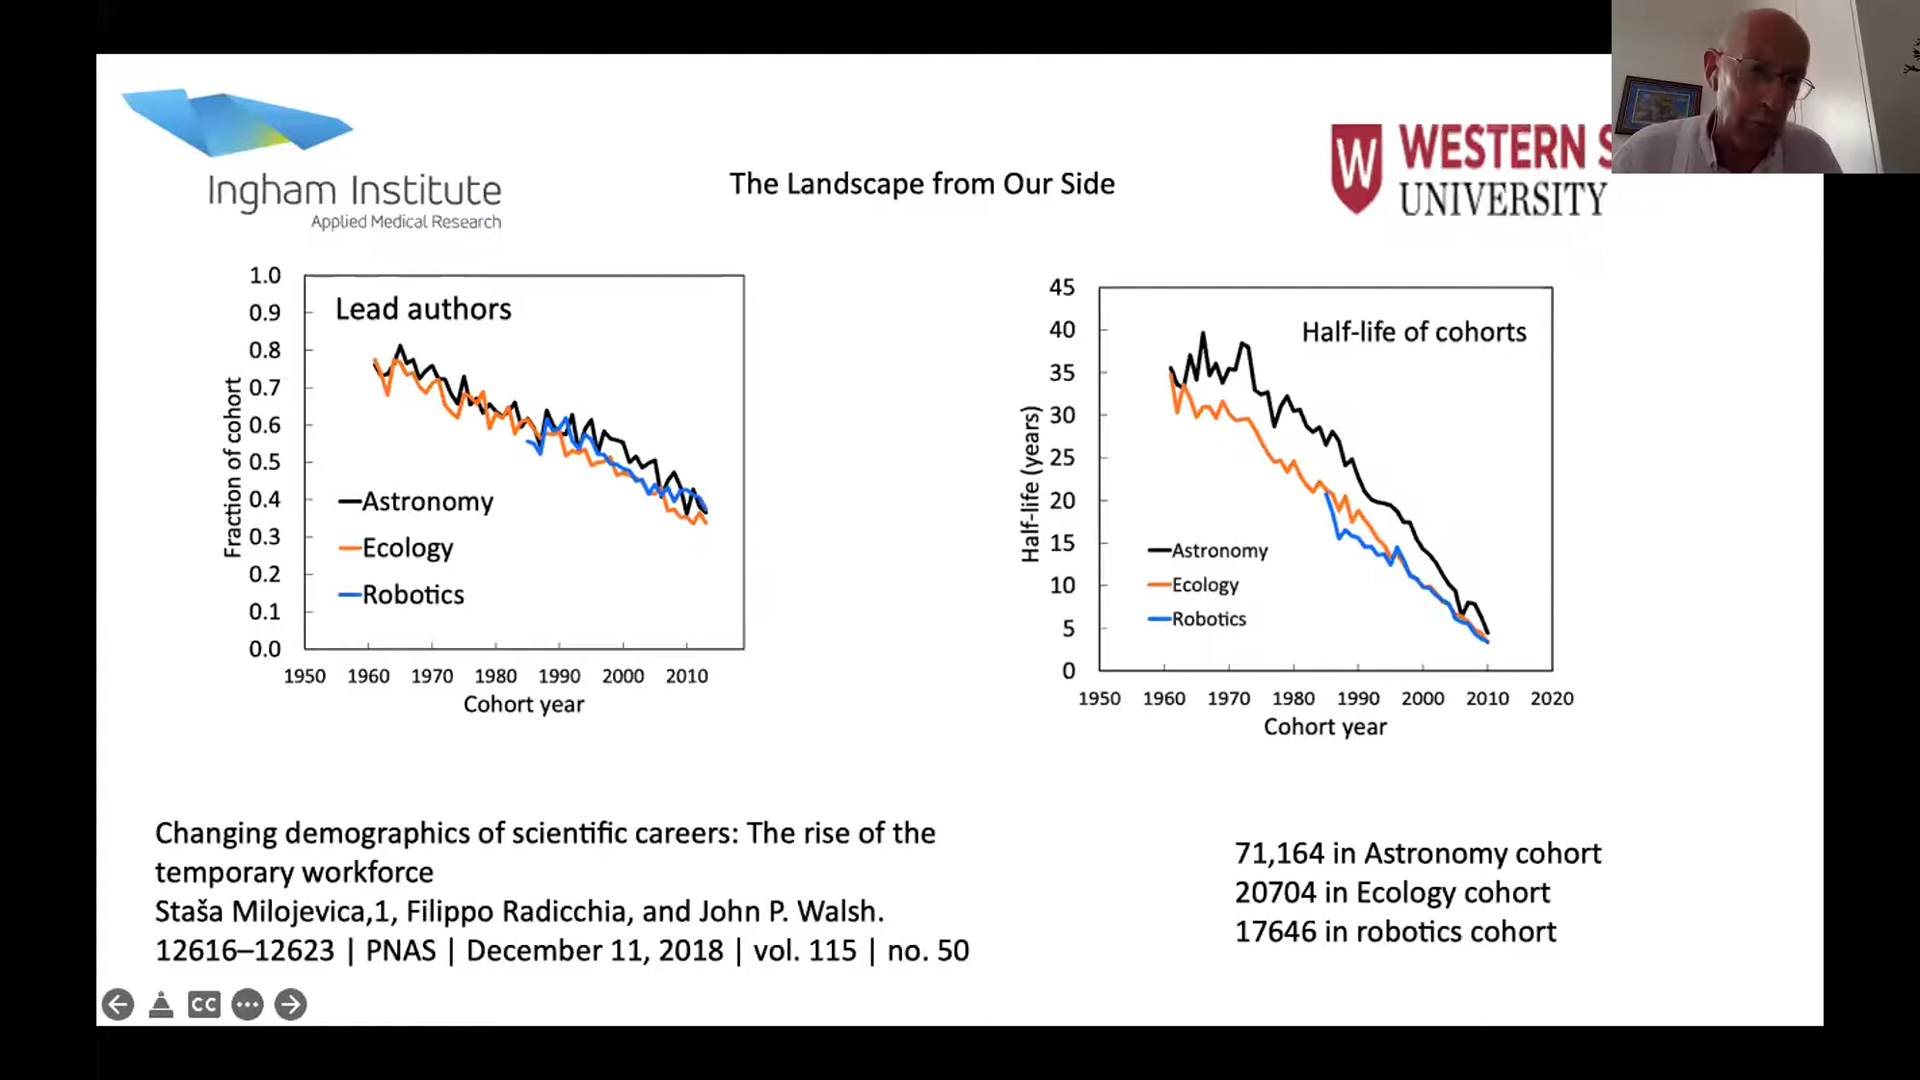 Ingham Institute
Applied Medical Research
The Landscape from Our Side
WESTERN S
UNIVERSITY
Lead authors
Fraction of cohort
1.0
0.9
0.8
0.7
0.6
0.5
0.4
0.3
0.2
0.1
0.0
Astronomy
Ecology
Robotics
1950 1960 1970 1980 1990 2000 2010
Cohort year
Half-life of cohorts
Half-life (years)
45
40
35
30
25
20
15
10
5
0
Astronomy
Ecology
Robotics
1950 1960 1970 1980 1990 2000 2010 2020
Cohort year
Changing demographics of scientific careers: The rise of the
temporary workforce
Staša Milojevica,1, Filippo Radicchia, and John P. Walsh.
12616–12623 | PNAS | December 11, 2018 | vol. 115 | no. 50
71,164 in Astronomy cohort
20704 in Ecology cohort
17646 in robotics cohort
CC